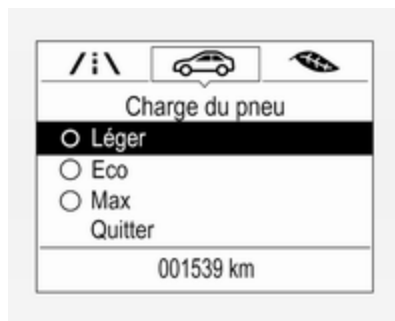 Charge du pneu
Léger
Eco
Max
Quitter
001539 km